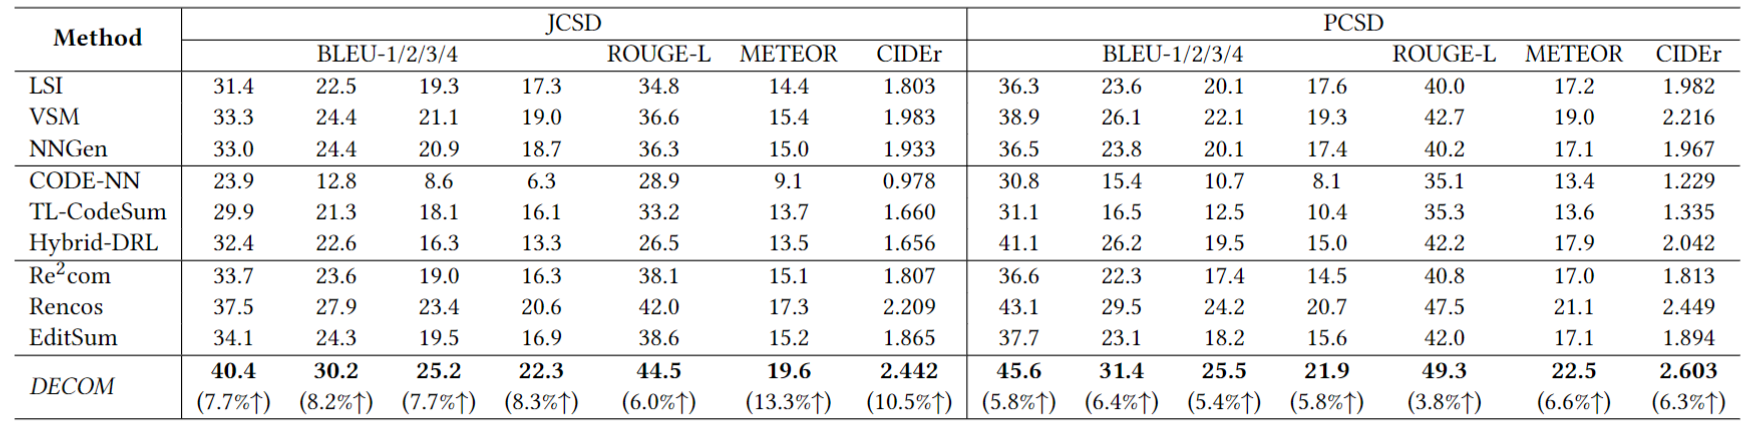 Method JCSD PCSD
BLEU-1/2/3/4 ROUGE-L METEOR CIDEr BLEU-1/2/3/4 ROUGE-L METEOR CIDEr
LSI 31.4 22.5 19.3 17.3 34.8 14.4 1.803 36.3 23.6 20.1 17.6 40.0 17.2 1.982
VSM 33.3 24.4 21.1 19.0 36.6 15.4 1.983 38.9 26.1 22.1 19.3 42.7 19.0 2.216
NNGen 33.0 24.4 20.9 18.7 36.3 15.0 1.933 36.5 23.8 20.1 17.4 40.2 17.1 1.967
CODE-NN 23.9 12.8 8.6 6.3 28.9 9.1 0.978 30.8 15.4 10.7 8.1 35.1 13.4 1.229
TL-CodeSum 29.9 21.3 18.1 16.1 33.2 13.7 1.660 31.1 16.5 12.5 10.4 35.3 13.6 1.335
Hybrid-DRL 32.4 22.6 16.3 13.3 26.5 13.5 1.656 41.1 26.2 19.5 15.0 42.2 17.9 2.042
Re²com 33.7 23.6 19.0 16.3 38.1 15.1 1.807 36.6 22.3 17.4 14.5 40.8 17.0 1.813
Rencos 37.5 27.9 23.4 20.6 42.0 17.3 2.209 43.1 29.5 24.2 20.7 47.5 21.1 2.449
EditSum 34.1 24.3 19.5 16.9 38.6 15.2 1.865 37.7 23.1 18.2 15.6 42.0 17.1 1.894
DECOM 40.4 30.2 25.2 22.3 44.5 19.6 2.442 45.6 31.4 25.5 21.9 49.3 22.5 2.603
(7.7%↑) (8.2%↑) (7.7%↑) (8.3%↑) (6.0%↑) (13.3%↑) (10.5%↑) (5.8%↑) (6.4%↑) (5.4%↑) (5.8%↑) (3.8%↑) (6.6%↑) (6.3%↑)